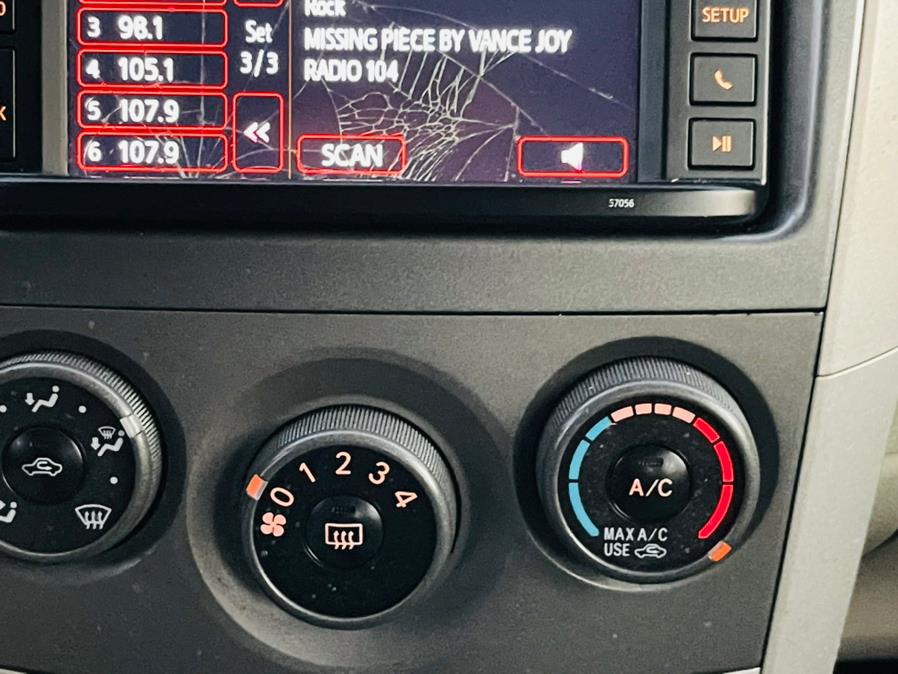 Rock
3 98.1
Set
MISSING PIECE BY VANCE JOY
SETUP
4 105.1
3/3
RADIO 104
5 107.9
<<
6 107.9
SCAN
57056
0 1 2 3 4
A/C
MAX A/C
USE